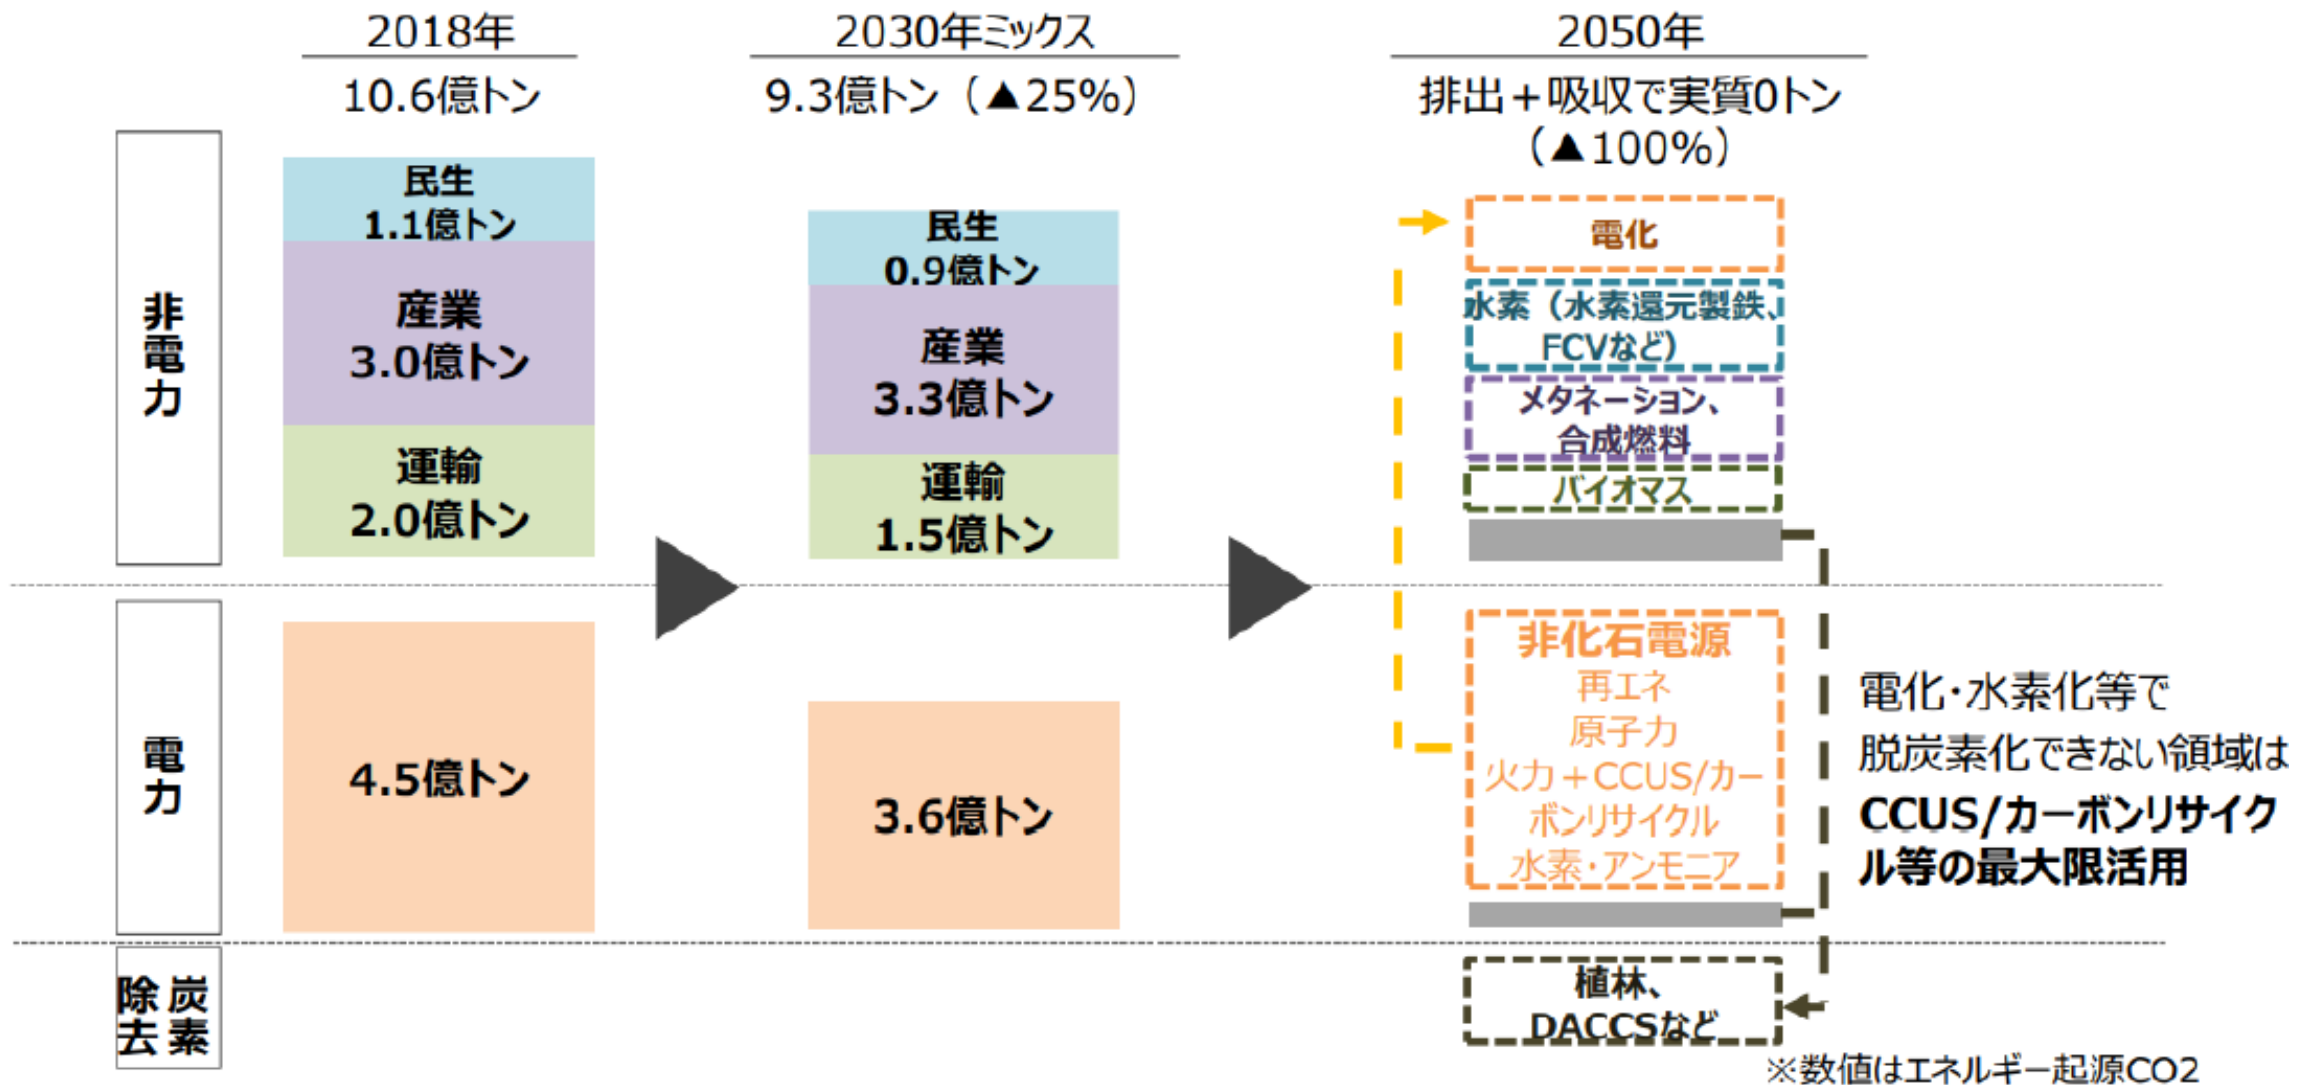 2018年
10.6億トン
2030年ミックス
9.3億トン（▲25%）
2050年
排出＋吸収で実質0トン
（▲100%）
非電力
民生
1.1億トン
産業
3.0億トン
運輸
2.0億トン
民生
0.9億トン
産業
3.3億トン
運輸
1.5億トン
電化
水素（水素還元製鉄、
FCVなど）
メタネーション、
合成燃料
バイオマス
電力
4.5億トン
3.6億トン
非化石電源
再エネ
原子力
火力＋CCUS/カー
ボンリサイクル
水素・アンモニア
電化・水素化等で
脱炭素化できない領域は
CCUS/カーボンリサイク
ル等の最大限活用
炭素
除去
植林、
DACCSなど
※数値はエネルギー起源CO2